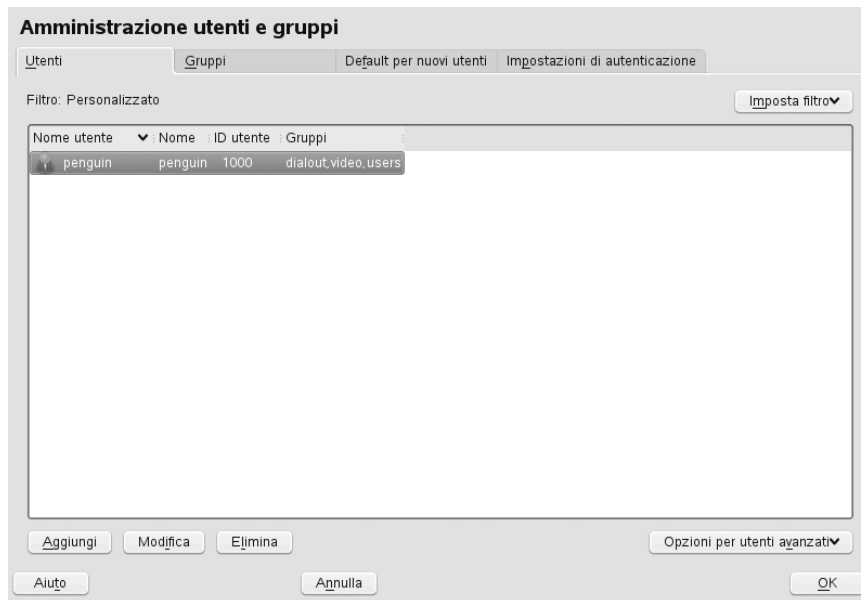 Amministrazione utenti e gruppi
Utenti Gruppi Default per nuovi utenti Impostazioni di autenticazione
Filtro: Personalizzato Imposta filtro
Nome utente Nome ID utente Gruppi
penguin penguin 1000 dialout,video,users
Aggiungi Modifica Elimina Opzioni per utenti avanzati
Aiuto Annulla OK